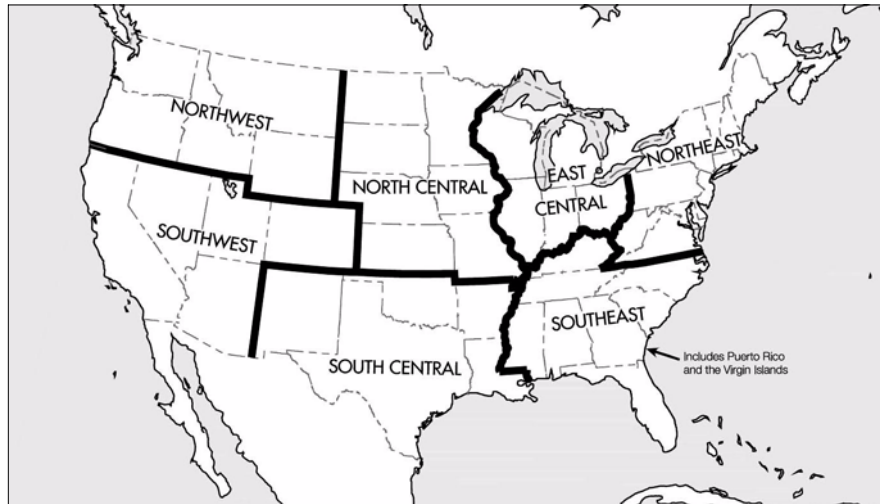 NORTHWEST
NORTHEAST
NORTH CENTRAL
EAST
CENTRAL
SOUTHWEST
SOUTHEAST
SOUTH CENTRAL
Includes Puerto Rico
and the Virgin Islands